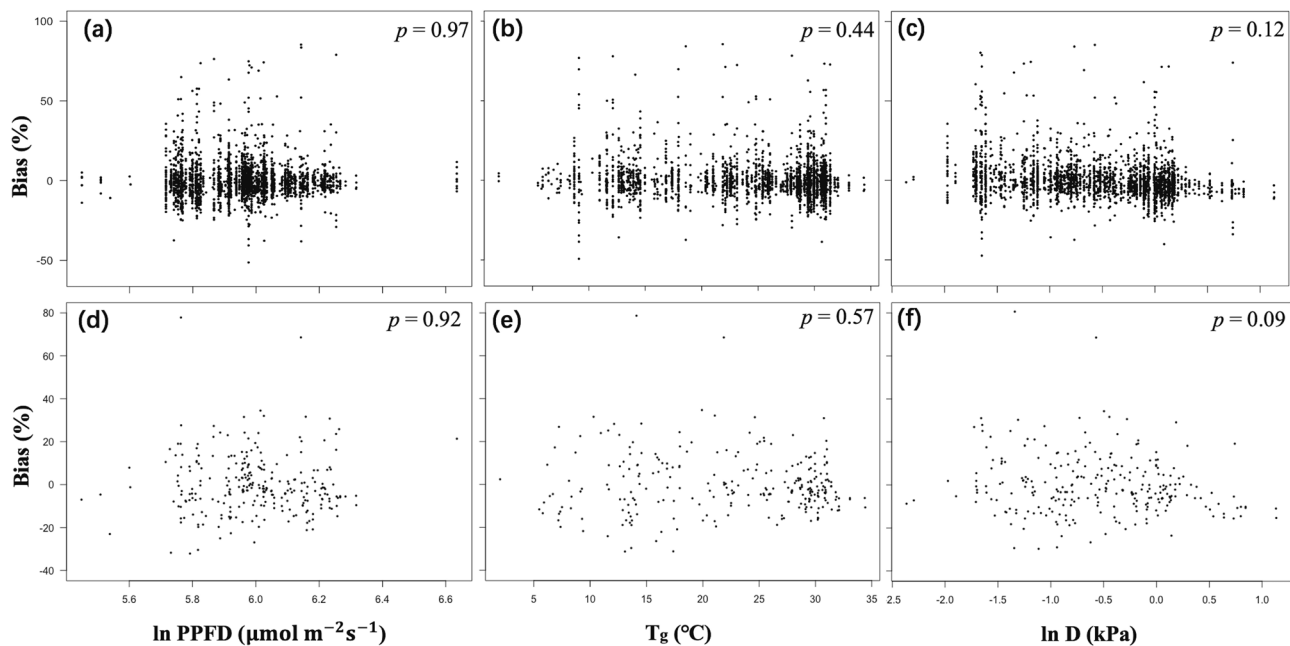 (a) p = 0.97
(b) p = 0.44
(c) p = 0.12
100
50
0
-50
Bias (%)
(d) p = 0.92
(e) p = 0.57
(f) p = 0.09
80
60
40
20
0
-20
-40
Bias (%)
5.6 5.8 6.0 6.2 6.4 6.6
5 10 15 20 25 30 35
-2.5 -2.0 -1.5 -1.0 -0.5 0.0 0.5 1.0
ln PPFD (μmol m⁻²s⁻¹)
Tg (℃)
ln D (kPa)